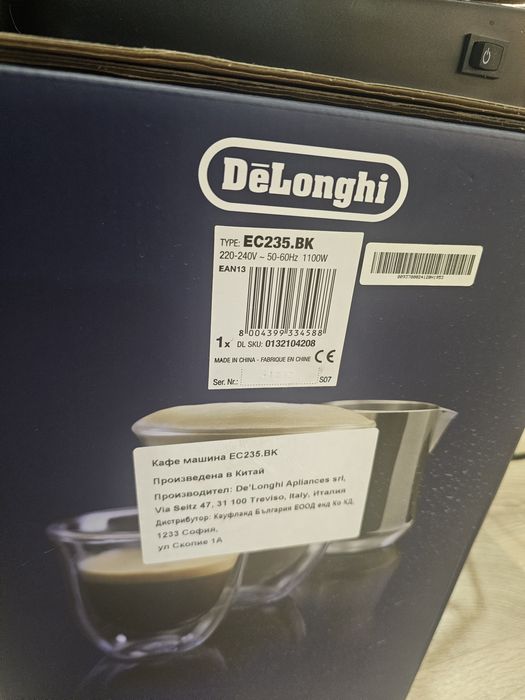 DeLonghi
TYPE: EC235.BK
220-240V ~ 50-60Hz 1100W
EAN13
8 004399 334588
1x DL SKU: 0132104208
MADE IN CHINA - FABRIQUE EN CHINE CE
Ser. Nr.: S07
Кафе машина EC235.BK
Произведена в Китай
Производител: De'Longhi Apliances srl,
Via Seitz 47, 31 100 Treviso, Italy, Италия
Дистрибутор: Кауфланд България ЕООД енд Ко КД,
1233 София,
ул Скопие 1А